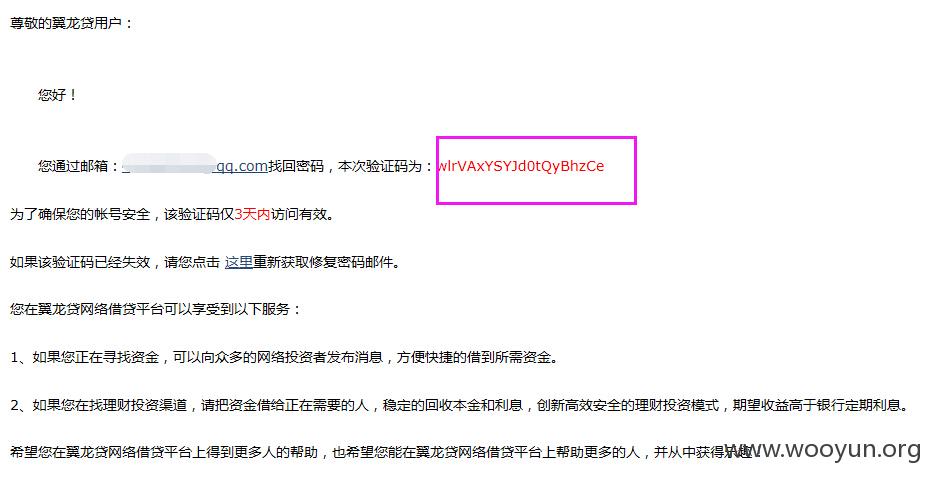 尊敬的翼龙贷用户：
您好！
您通过邮箱：qq.com找回密码，本次验证码为：wlrVAxYSYJd0tQyBhzCe
为了确保您的帐号安全，该验证码仅3天内访问有效。
如果该验证码已经失效，请您点击 这里重新获取修复密码邮件。
您在翼龙贷网络借贷平台可以享受到以下服务：
1、如果您正在寻找资金，可以向众多的网络投资者发布消息，方便快捷的借到所需资金。
2、如果您在找理财投资渠道，请把资金借给正在需要的人，稳定的回收本金和利息，创新高效安全的理财投资模式，期望收益高于银行定期利息。
希望您在翼龙贷网络借贷平台上得到更多人的帮助，也希望您能在翼龙贷网络借贷平台上帮助更多的人，并从中获得
www.wooyun.org